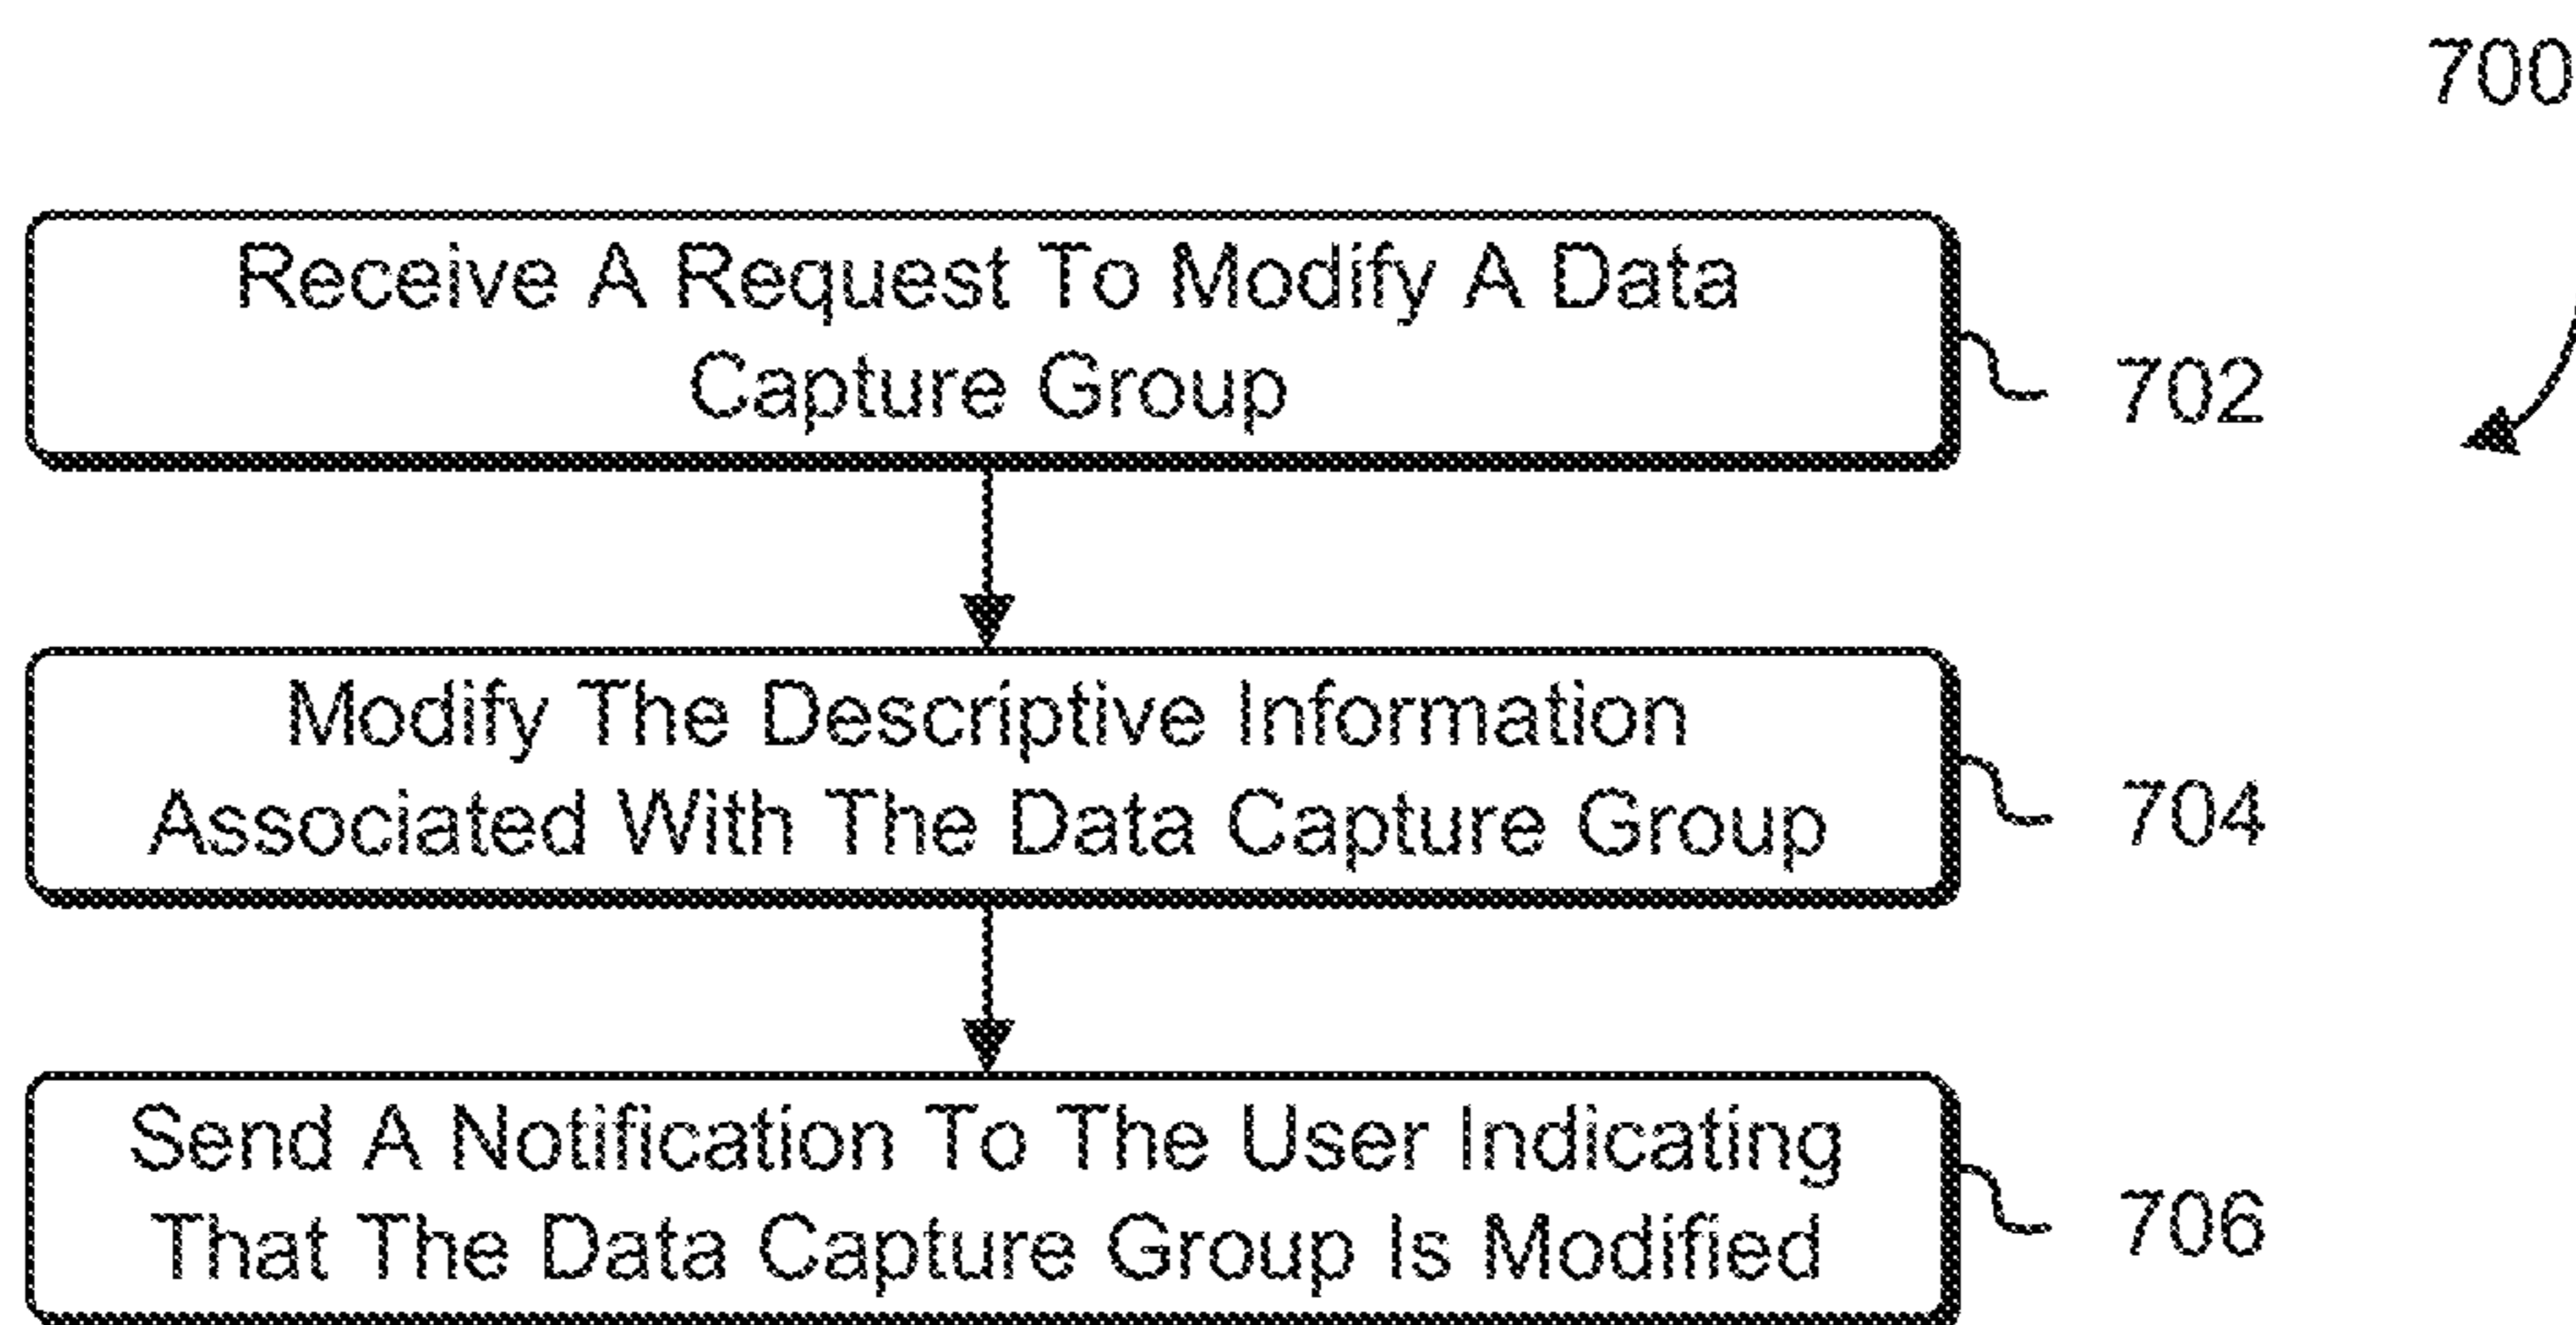 700
Receive A Request To Modify A Data
Capture Group
702
Modify The Descriptive Information
Associated With The Data Capture Group
704
Send A Notification To The User Indicating
That The Data Capture Group Is Modified
706